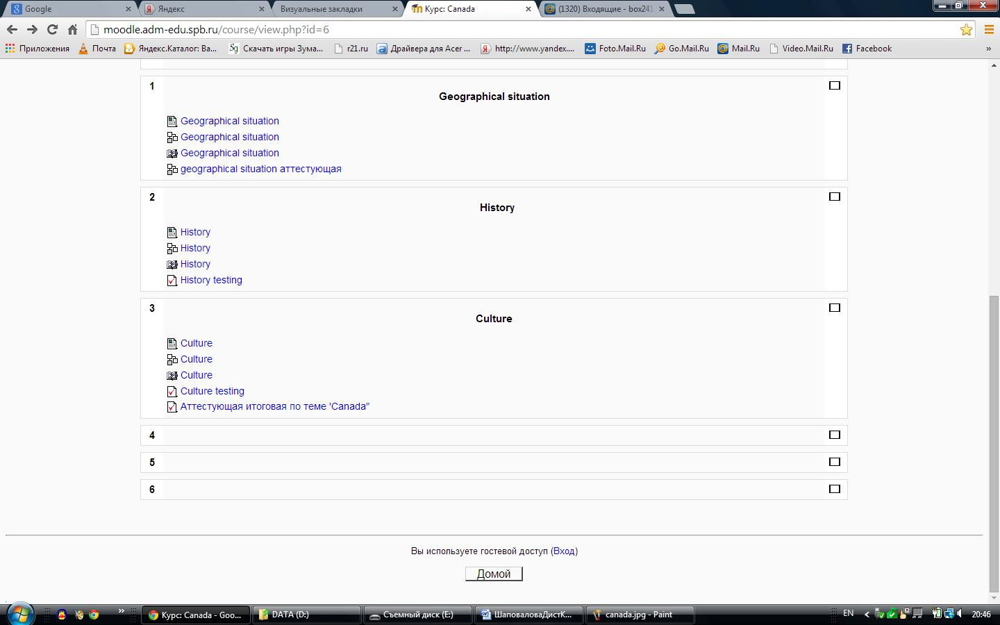 Google
Яндекс
Визуальные закладки
Курс: Canada
(1320) Входящие - box241
moodle.adm-edu.spb.ru/course/view.php?id=6
Приложения
Почта
Яндекс.Каталог: Ва...
Скачать игры Зума...
r21.ru
Драйвера для Acer ...
http://www.yandex....
Foto.Mail.Ru
Go.Mail.Ru
Mail.Ru
Video.Mail.Ru
Facebook
»
1
Geographical situation
Geographical situation
Geographical situation
Geographical situation
geographical situation аттестующая
2
History
History
History
History
History testing
3
Culture
Culture
Culture
Culture
Culture testing
Аттестующая итоговая по теме 'Canada"
4
5
6
Вы используете гостевой доступ (Вход)
Домой
»
Курс: Canada - Goo...
DATA (D:)
Съемный диск (E:)
ШаповаловаДистК...
canada.jpg - Paint
EN
20:46